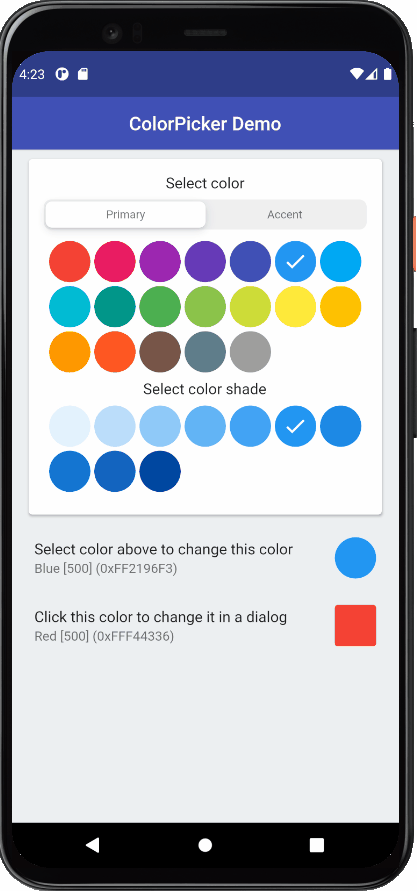 4:23
ColorPicker Demo
Select color
Primary
Accent
Select color shade
Select color above to change this color
Blue [500] (0xFF2196F3)
Click this color to change it in a dialog
Red [500] (0xFFF44336)